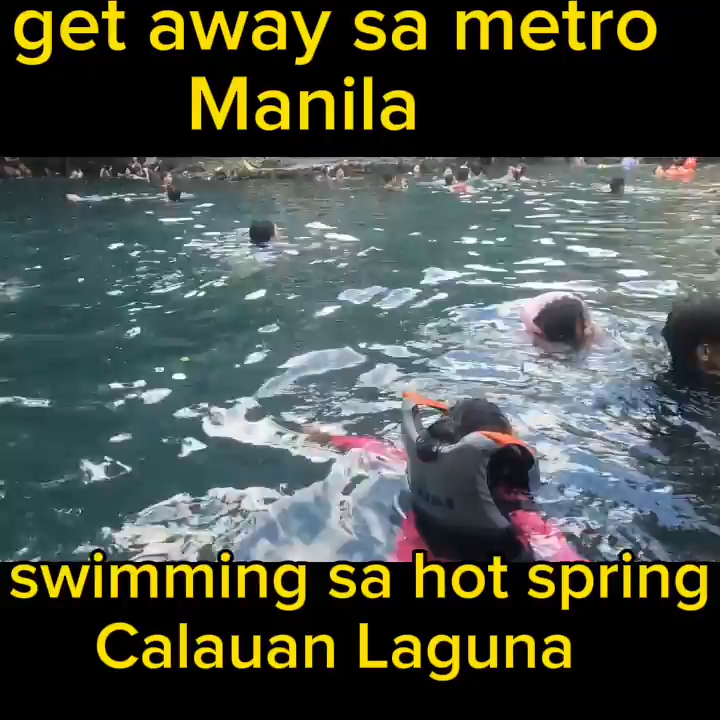 get away sa metro
Manila
swimming sa hot spring
Calauan Laguna